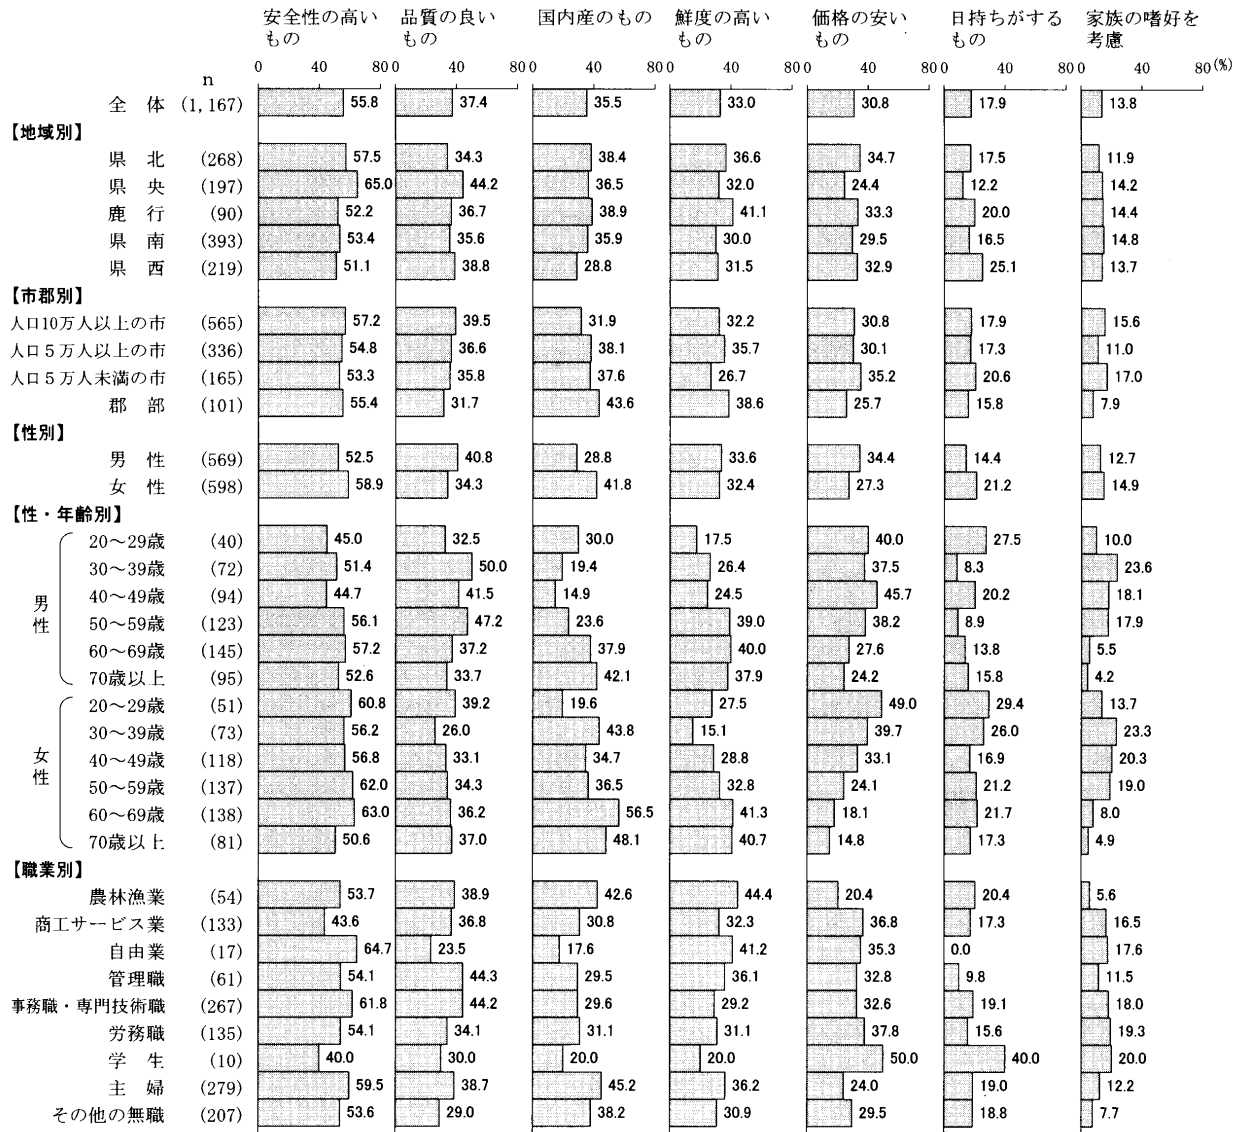 安全性の高いもの 品質の良いもの 国内産のもの 鮮度の高いもの 価格の安いもの 日持ちがするもの 家族の嗜好を考慮
n 0 40 80 0 40 80 0 40 80 0 40 80 0 40 80 0 40 80 0 40 80(%)
全 体 (1,167) 55.8 37.4 35.5 33.0 30.8 17.9 13.8
【地域別】
県 北 (268) 57.5 34.3 38.4 36.6 34.7 17.5 11.9
県 央 (197) 65.0 44.2 36.5 32.0 24.4 12.2 14.2
鹿 行 (90) 52.2 36.7 38.9 41.1 33.3 20.0 14.4
県 南 (393) 53.4 35.6 35.9 30.0 29.5 16.5 14.8
県 西 (219) 51.1 38.8 28.8 31.5 32.9 25.1 13.7
【市郡別】
人口10万人以上の市 (565) 57.2 39.5 31.9 32.2 30.8 17.9 15.6
人口5万人以上の市 (336) 54.8 36.6 38.1 35.7 30.1 17.3 11.0
人口5万人未満の市 (165) 53.3 35.8 37.6 26.7 35.2 20.6 17.0
郡 部 (101) 55.4 31.7 43.6 38.6 25.7 15.8 7.9
【性別】
男 性 (569) 52.5 40.8 28.8 33.6 34.4 14.4 12.7
女 性 (598) 58.9 34.3 41.8 32.4 27.3 21.2 14.9
【性・年齢別】
男性
20～29歳 (40) 45.0 32.5 30.0 17.5 40.0 27.5 10.0
30～39歳 (72) 51.4 50.0 19.4 26.4 37.5 8.3 23.6
40～49歳 (94) 44.7 41.5 14.9 24.5 45.7 20.2 18.1
50～59歳 (123) 56.1 47.2 23.6 39.0 38.2 8.9 17.9
60～69歳 (145) 57.2 37.2 37.9 40.0 27.6 13.8 5.5
70歳以上 (95) 52.6 33.7 42.1 37.9 24.2 15.8 4.2
女性
20～29歳 (51) 60.8 39.2 19.6 27.5 49.0 29.4 13.7
30～39歳 (73) 56.2 26.0 43.8 15.1 39.7 26.0 23.3
40～49歳 (118) 56.8 33.1 34.7 28.8 33.1 16.9 20.3
50～59歳 (137) 62.0 34.3 36.5 32.8 24.1 21.2 19.0
60～69歳 (138) 63.0 36.2 56.5 41.3 18.1 21.7 8.0
70歳以上 (81) 50.6 37.0 48.1 40.7 14.8 17.3 4.9
【職業別】
農林漁業 (54) 53.7 38.9 42.6 44.4 20.4 20.4 5.6
商工サービス業 (133) 43.6 36.8 30.8 32.3 36.8 17.3 16.5
自由業 (17) 64.7 23.5 17.6 41.2 35.3 0.0 17.6
管理職 (61) 54.1 44.3 29.5 36.1 32.8 9.8 11.5
事務職・専門技術職 (267) 61.8 44.2 29.6 29.2 32.6 19.1 18.0
労務職 (135) 54.1 34.1 31.1 31.1 37.8 15.6 19.3
学 生 (10) 40.0 30.0 20.0 20.0 50.0 40.0 20.0
主 婦 (279) 59.5 38.7 45.2 36.2 24.0 19.0 12.2
その他の無職 (207) 53.6 29.0 38.2 30.9 29.5 18.8 7.7